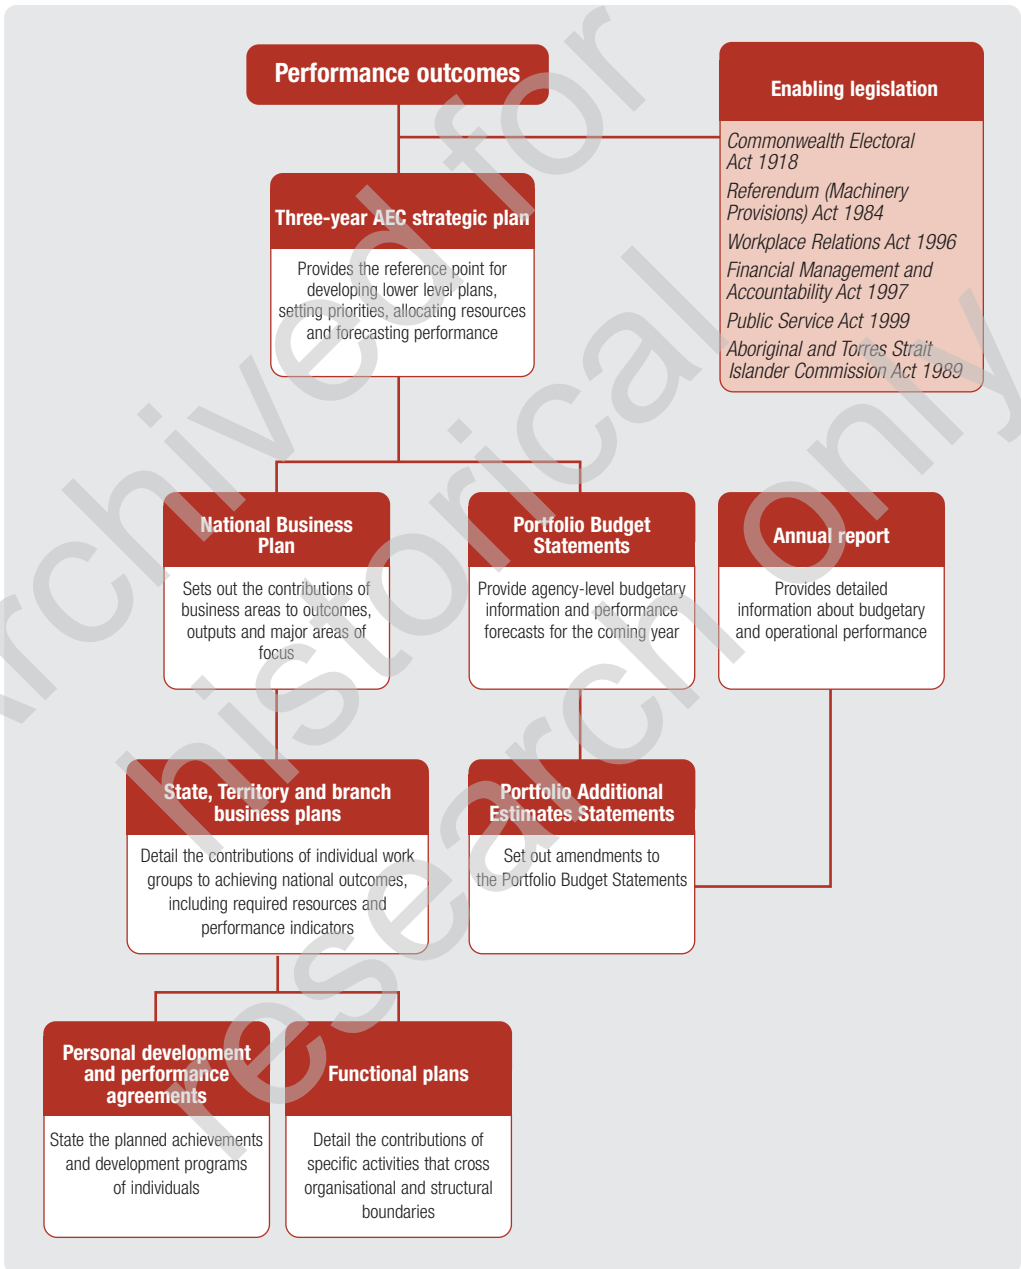 Performance outcomes
Enabling legislation
Commonwealth Electoral
Act 1918
Referendum (Machinery
Provisions) Act 1984
Workplace Relations Act 1996
Financial Management and
Accountability Act 1997
Public Service Act 1999
Aboriginal and Torres Strait
Islander Commission Act 1989
Three-year AEC strategic plan
Provides the reference point for
developing lower level plans,
setting priorities, allocating resources
and forecasting performance
National Business
Plan
Sets out the contributions of
business areas to outcomes,
outputs and major areas of
focus
Portfolio Budget
Statements
Provide agency-level budgetary
information and performance
forecasts for the coming year
Annual report
Provides detailed
information about budgetary
and operational performance
State, Territory and branch
business plans
Detail the contributions of individual work
groups to achieving national outcomes,
including required resources and
performance indicators
Portfolio Additional
Estimates Statements
Set out amendments to
the Portfolio Budget Statements
Personal development
and performance
agreements
State the planned achievements
and development programs
of individuals
Functional plans
Detail the contributions of
specific activities that cross
organisational and structural
boundaries
Archived for
historical
research only